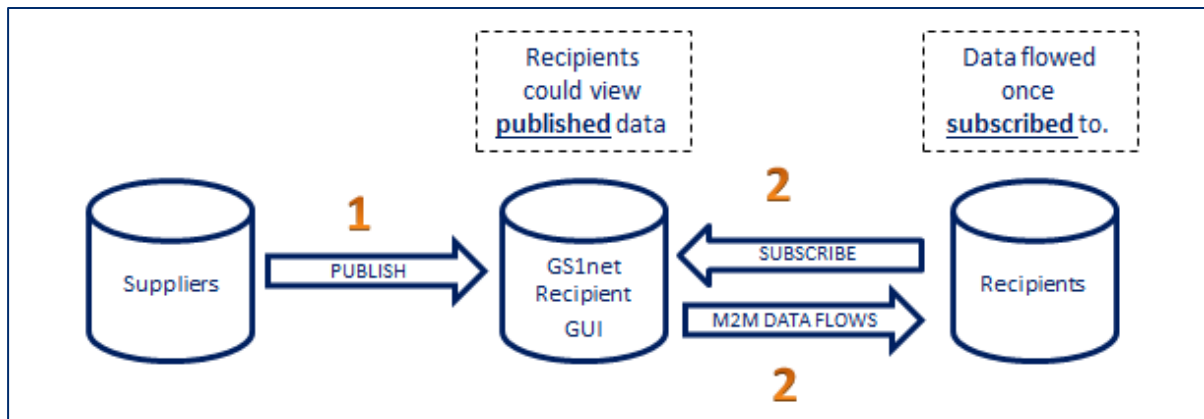 Recipients
could view
published data
Data flowed
once
subscribed to.
1
2
Suppliers
PUBLISH
GS1net
Recipient
GUI
SUBSCRIBE
M2M DATA FLOWS
Recipients
2